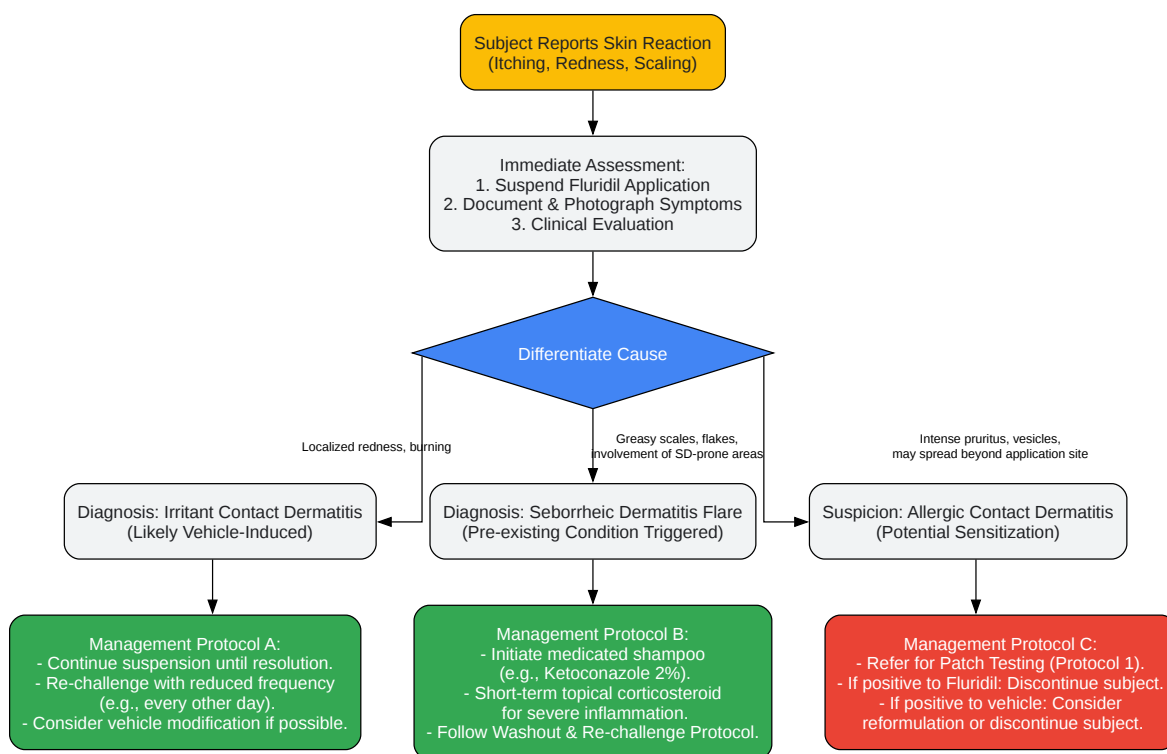 Subject Reports Skin Reaction
(Itching, Redness, Scaling)
Immediate Assessment:
1. Suspend Fluridil Application
2. Document & Photograph Symptoms
3. Clinical Evaluation
Differentiate Cause
Localized redness, burning
Greasy scales, flakes,
involvement of SD-prone areas
Intense pruritus, vesicles,
may spread beyond application site
Diagnosis: Irritant Contact Dermatitis
(Likely Vehicle-Induced)
Diagnosis: Seborrheic Dermatitis Flare
(Pre-existing Condition Triggered)
Suspicion: Allergic Contact Dermatitis
(Potential Sensitization)
Management Protocol A:
- Continue suspension until resolution.
- Re-challenge with reduced frequency
(e.g., every other day).
- Consider vehicle modification if possible.
Management Protocol B:
- Initiate medicated shampoo
(e.g., Ketoconazole 2%).
- Short-term topical corticosteroid
for severe inflammation.
- Follow Washout & Re-challenge Protocol.
Management Protocol C:
- Refer for Patch Testing (Protocol 1).
- If positive to Fluridil: Discontinue subject.
- If positive to vehicle: Consider
reformulation or discontinue subject.